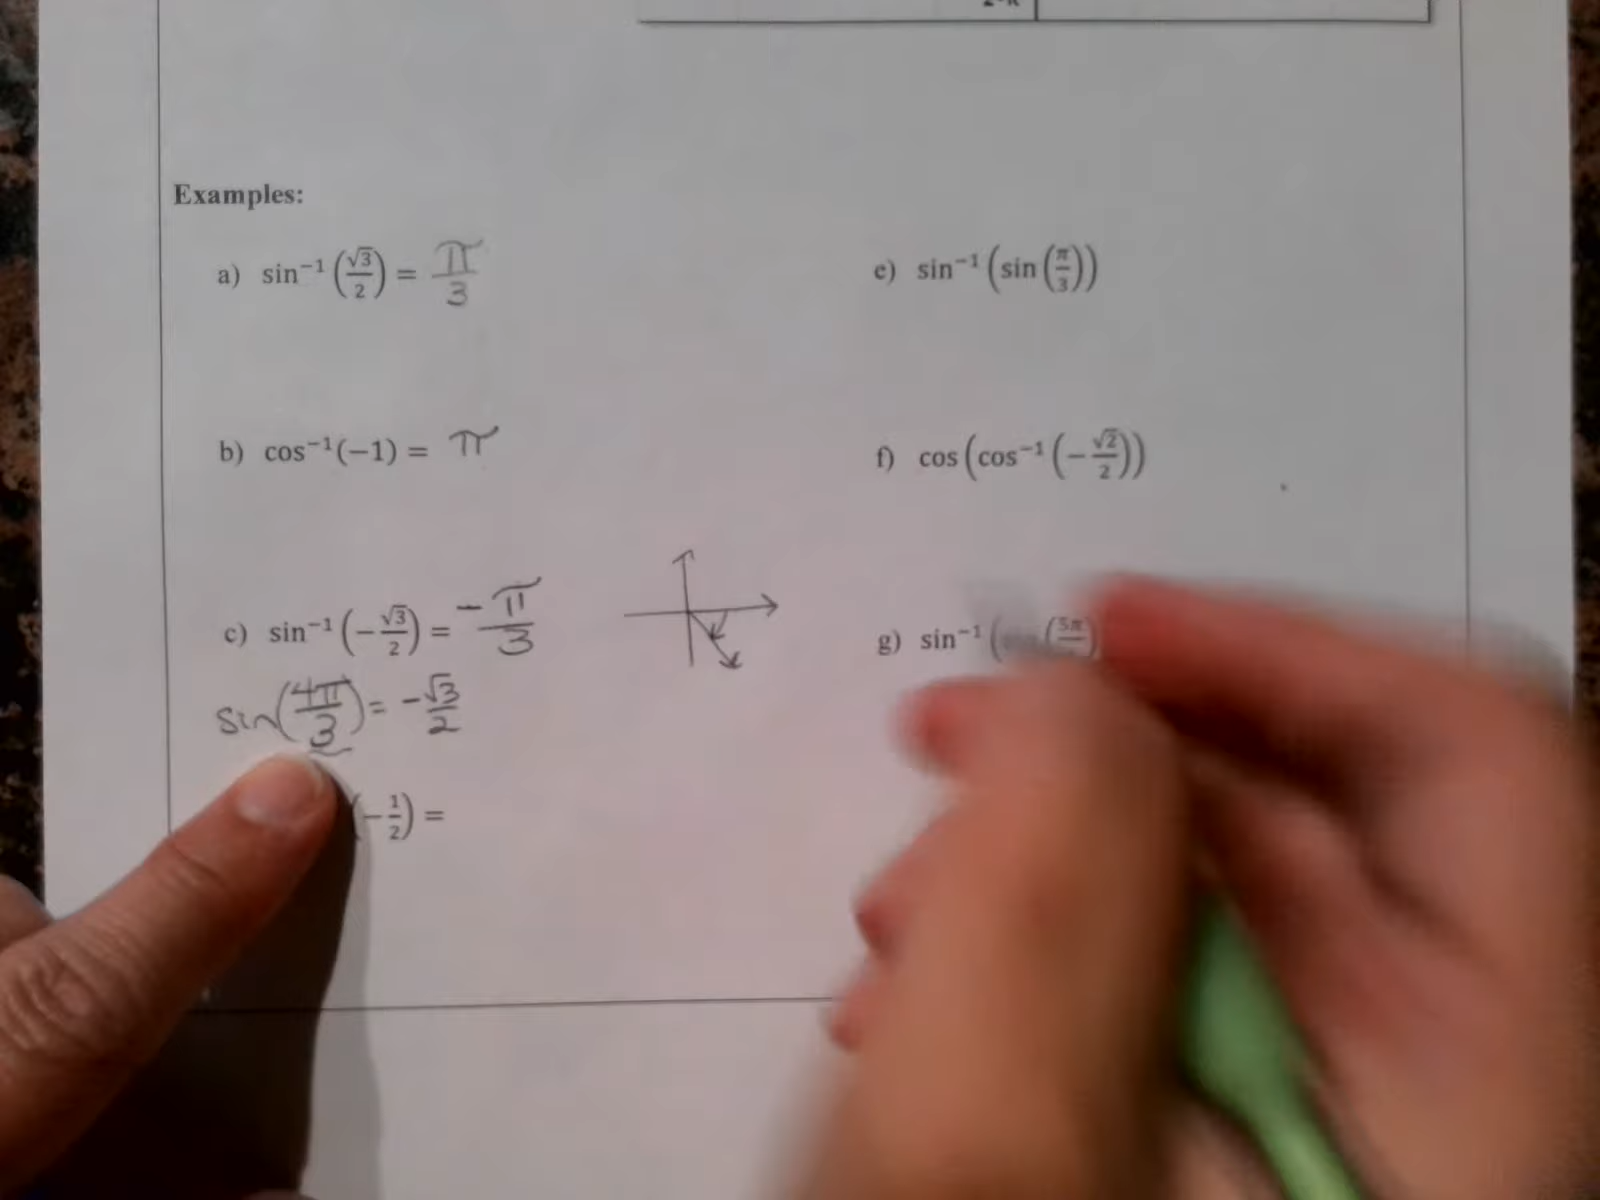 Examples:
a) sin⁻¹(√3/2) = π/3
b) cos⁻¹(−1) = π
c) sin⁻¹(−√3/2) = −π/3
sin(4π/3) = −√3/2
(−1/2) =
e) sin⁻¹(sin(π/3))
f) cos(cos⁻¹(−√2/2))
g) sin⁻¹( (5π